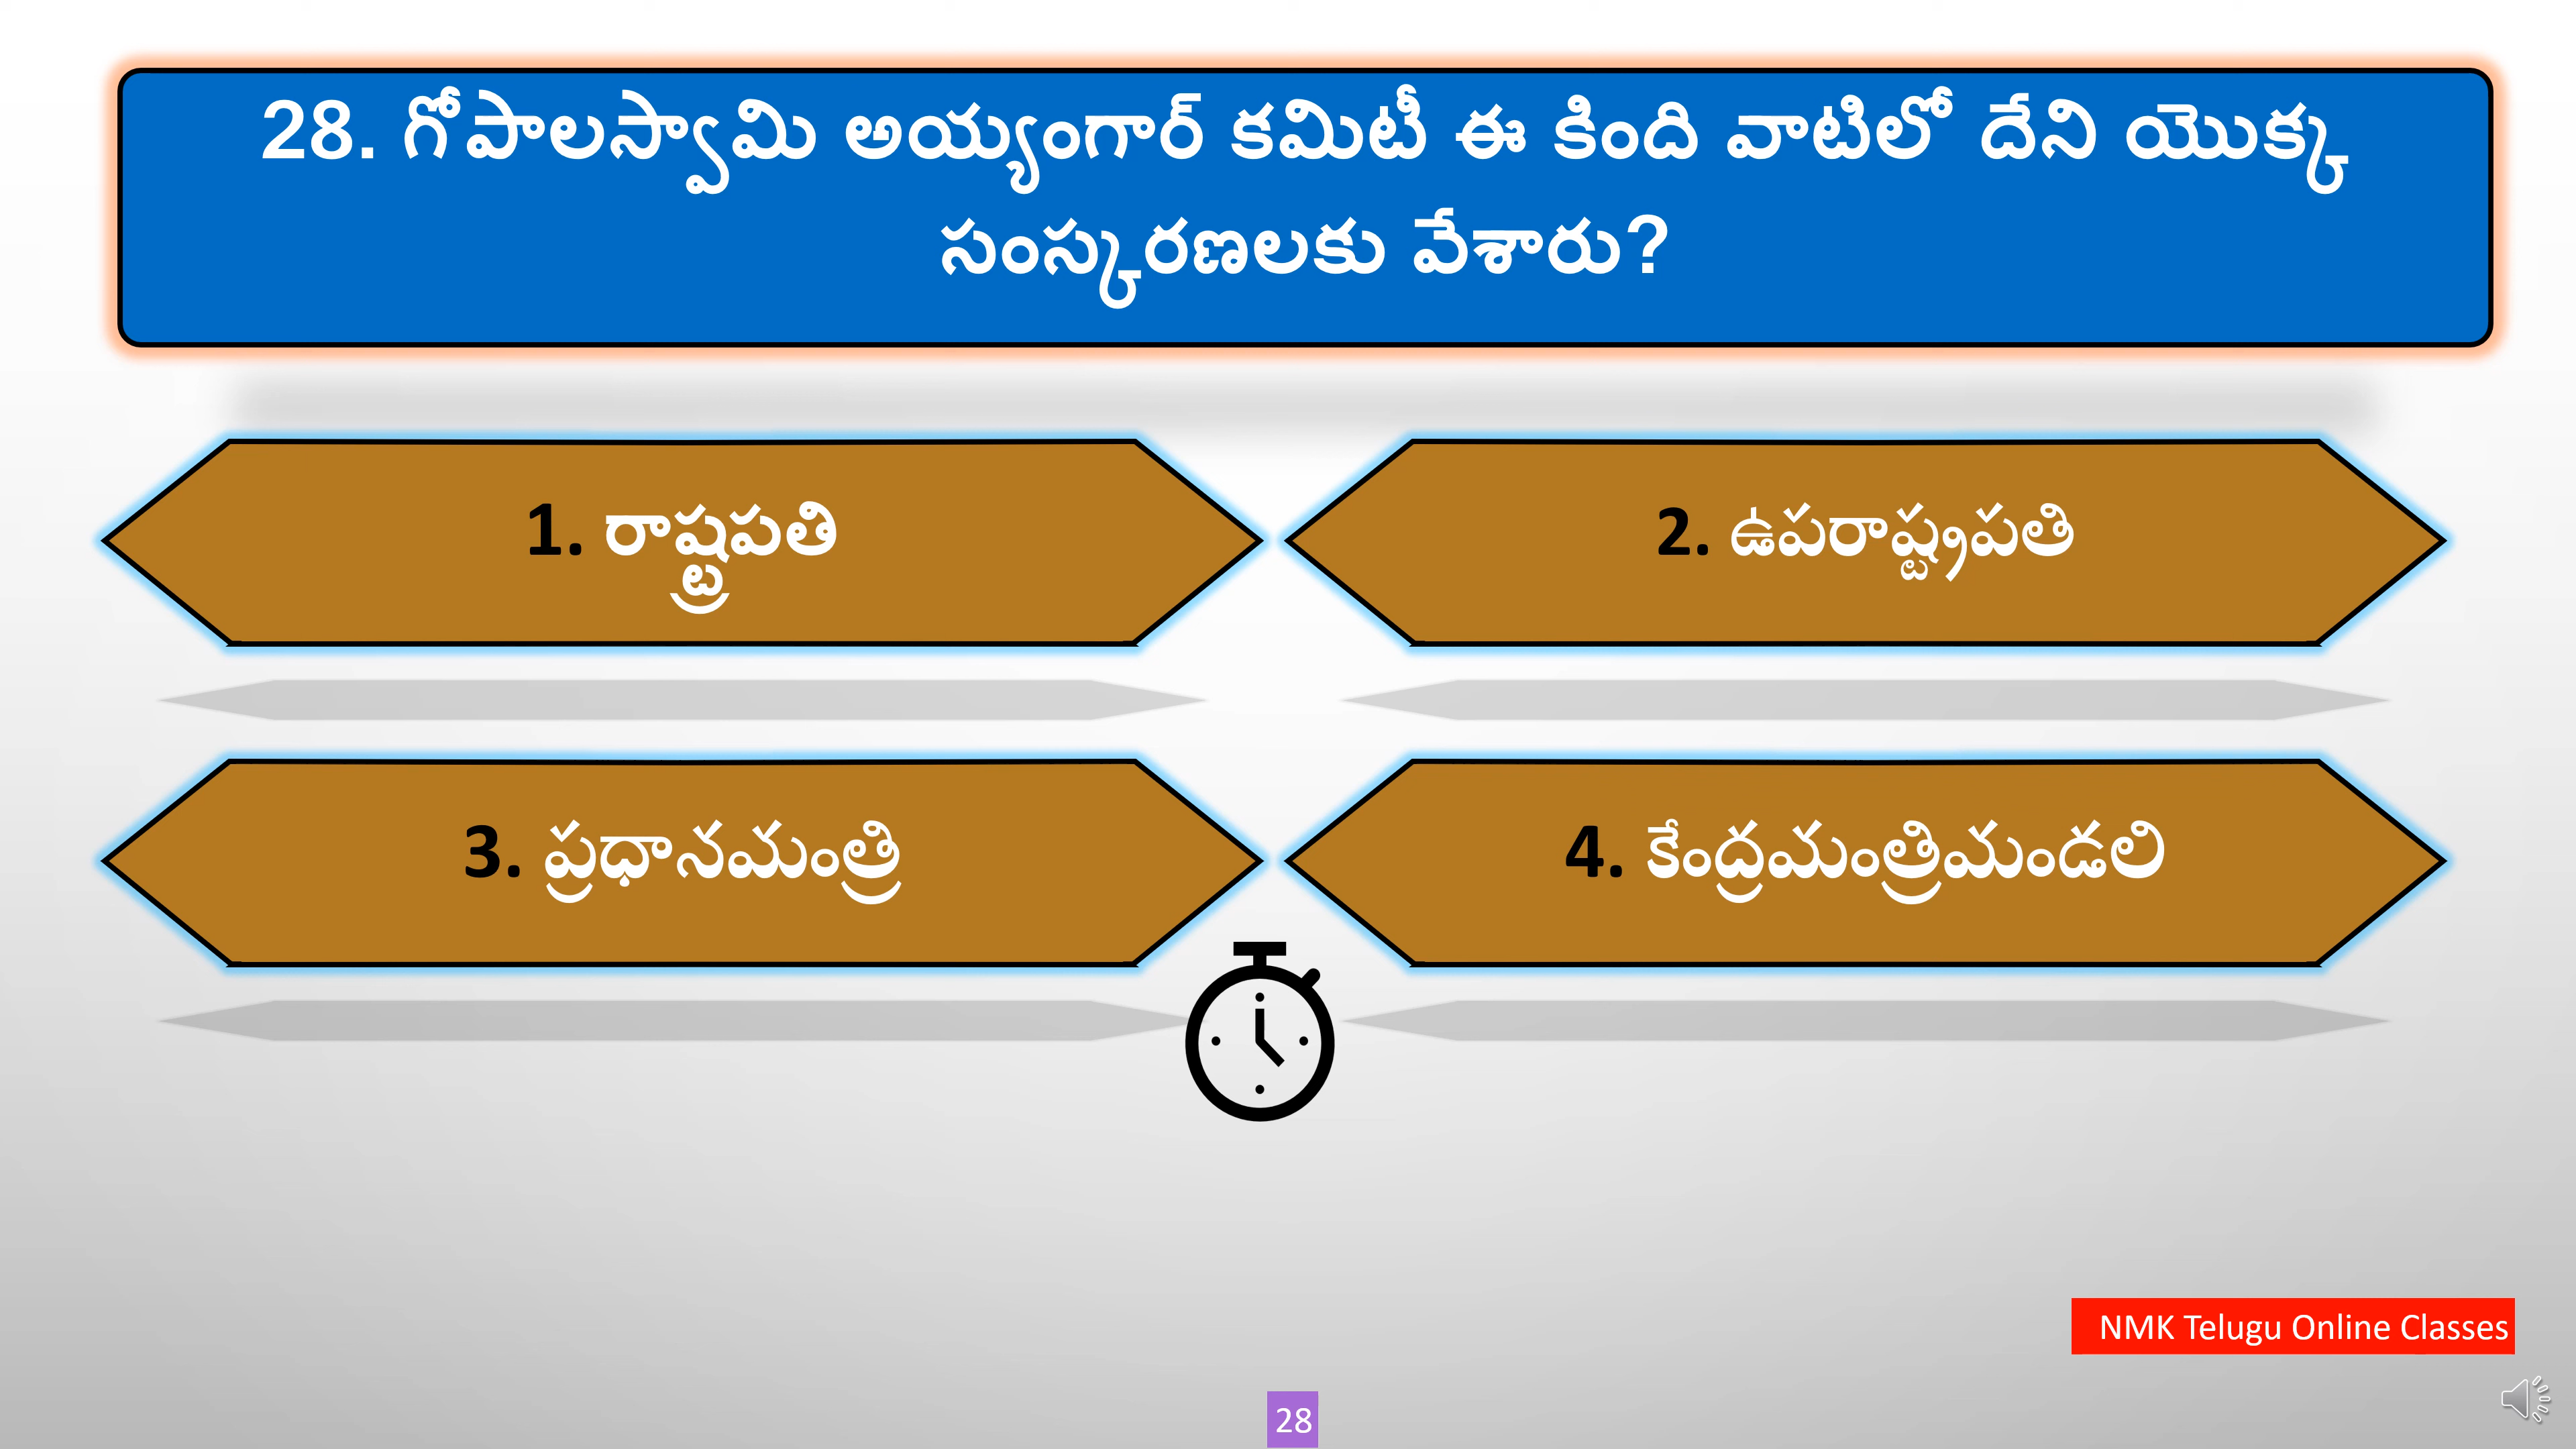 28. గోపాలస్వామి అయ్యంగార్ కమిటీ ఈ కింది వాటిలో దేని యొక్క
సంస్కరణలకు వేశారు?
1. రాష్ట్రపతి
2. ఉపరాష్ట్రపతి
3. ప్రధానమంత్రి
4. కేంద్రమంత్రిమండలి
NMK Telugu Online Classes
28